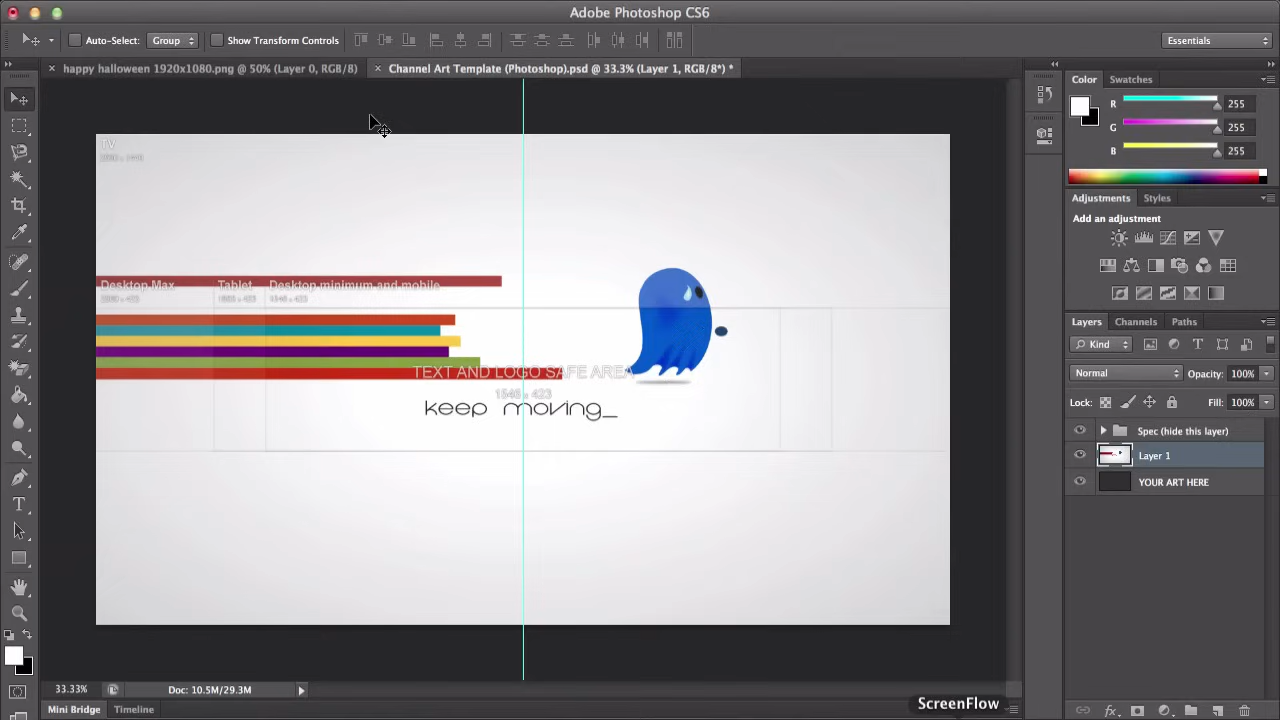 Adobe Photoshop CS6
Auto-Select: Group Show Transform Controls Essentials
× happy halloween 1920x1080.png @ 50% (Layer 0, RGB/8) × Channel Art Template (Photoshop).psd @ 33.3% (Layer 1, RGB/8*) *
Color Swatches
R 255
G 255
B 255
Adjustments Styles
Add an adjustment
Layers Channels Paths
Kind
Normal Opacity: 100%
Lock: Fill: 100%
Spec (hide this layer)
Layer 1
YOUR ART HERE
TV
Desktop Max Tablet Desktop minimum and mobile
TEXT AND LOGO SAFE AREA
1546 x 423
keep moving_
33.33% Doc: 10.5M/29.3M
Mini Bridge Timeline
ScreenFlow